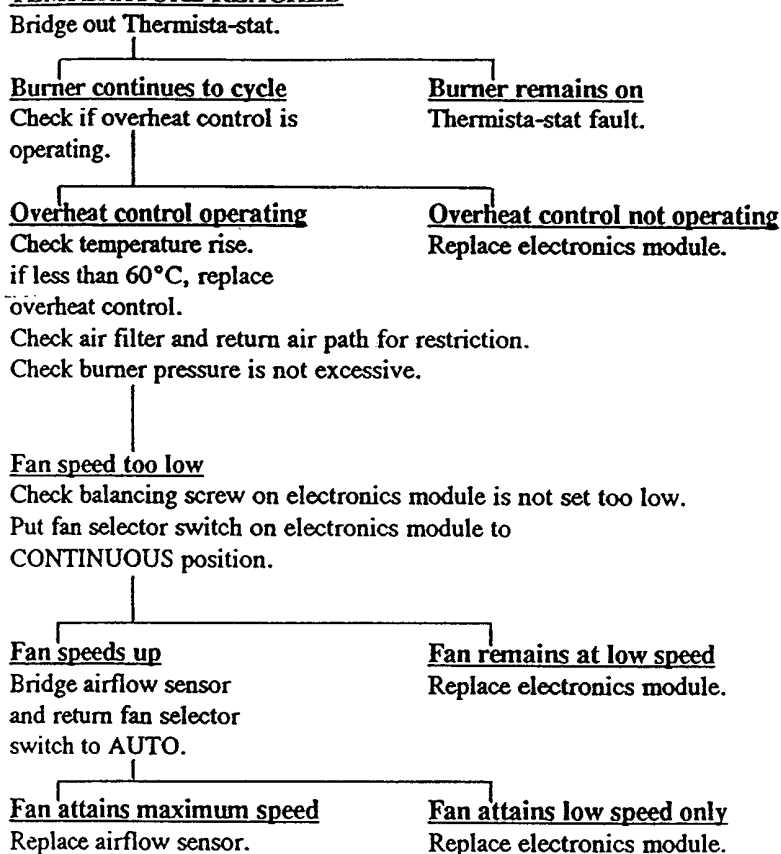 Bridge out Thermista-stat.
Burner continues to cycle
Check if overheat control is
operating.
Burner remains on
Thermista-stat fault.
Overheat control operating
Check temperature rise.
if less than 60°C, replace
overheat control.
Check air filter and return air path for restriction.
Check burner pressure is not excessive.
Overheat control not operating
Replace electronics module.
Fan speed too low
Check balancing screw on electronics module is not set too low.
Put fan selector switch on electronics module to
CONTINUOUS position.
Fan speeds up
Bridge airflow sensor
and return fan selector
switch to AUTO.
Fan remains at low speed
Replace electronics module.
Fan attains maximum speed
Replace airflow sensor.
Fan attains low speed only
Replace electronics module.